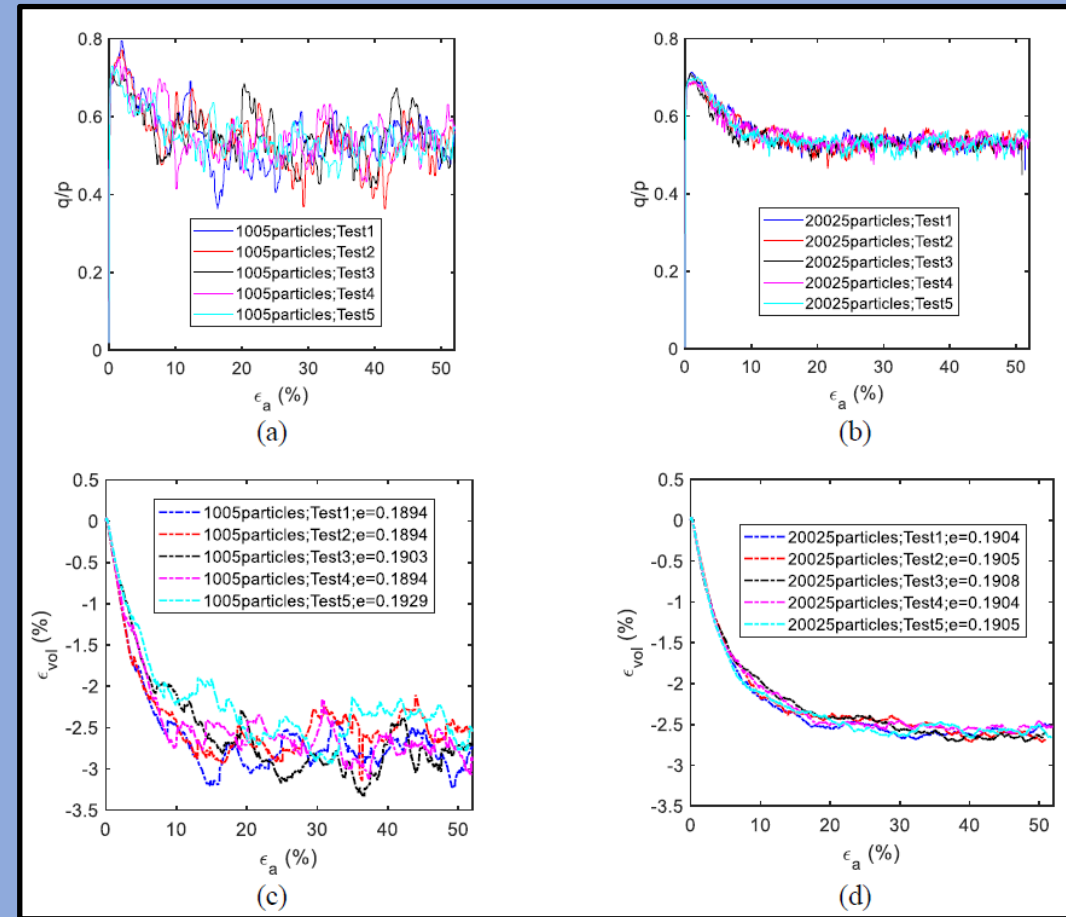 0.8
0.6
0.4
0.2
0
q/p
1005particles;Test1
1005particles;Test2
1005particles;Test3
1005particles;Test4
1005particles;Test5
0 10 20 30 40 50
ϵa (%)
(a)
0.8
0.6
0.4
0.2
0
q/p
20025particles;Test1
20025particles;Test2
20025particles;Test3
20025particles;Test4
20025particles;Test5
0 10 20 30 40 50
ϵa (%)
(b)
0.5
0
-0.5
-1
-1.5
-2
-2.5
-3
-3.5
ϵvol (%)
1005particles;Test1;e=0.1894
1005particles;Test2;e=0.1894
1005particles;Test3;e=0.1903
1005particles;Test4;e=0.1894
1005particles;Test5;e=0.1929
0 10 20 30 40 50
ϵa (%)
(c)
0.5
0
-0.5
-1
-1.5
-2
-2.5
-3
-3.5
ϵvol (%)
20025particles;Test1;e=0.1904
20025particles;Test2;e=0.1905
20025particles;Test3;e=0.1908
20025particles;Test4;e=0.1904
20025particles;Test5;e=0.1905
0 10 20 30 40 50
ϵa (%)
(d)